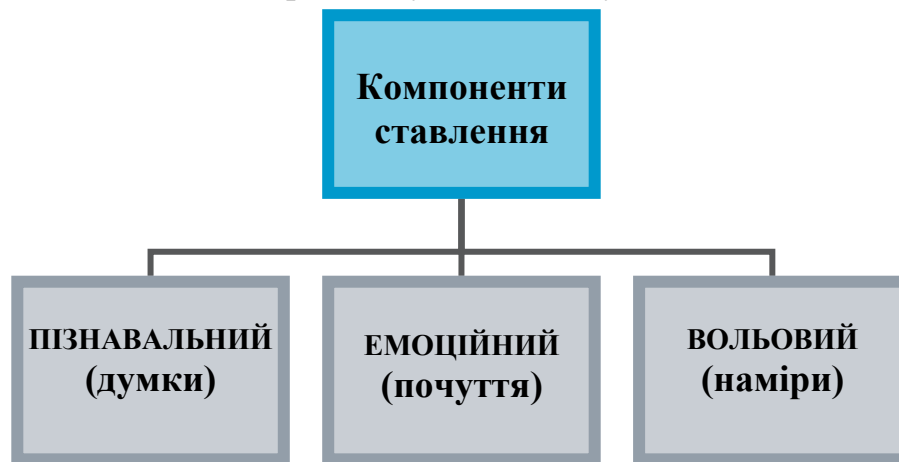 Компоненти
ставлення
ПІЗНАВАЛЬНИЙ
(думки)
ЕМОЦІЙНИЙ
(почуття)
ВОЛЬОВИЙ
(наміри)